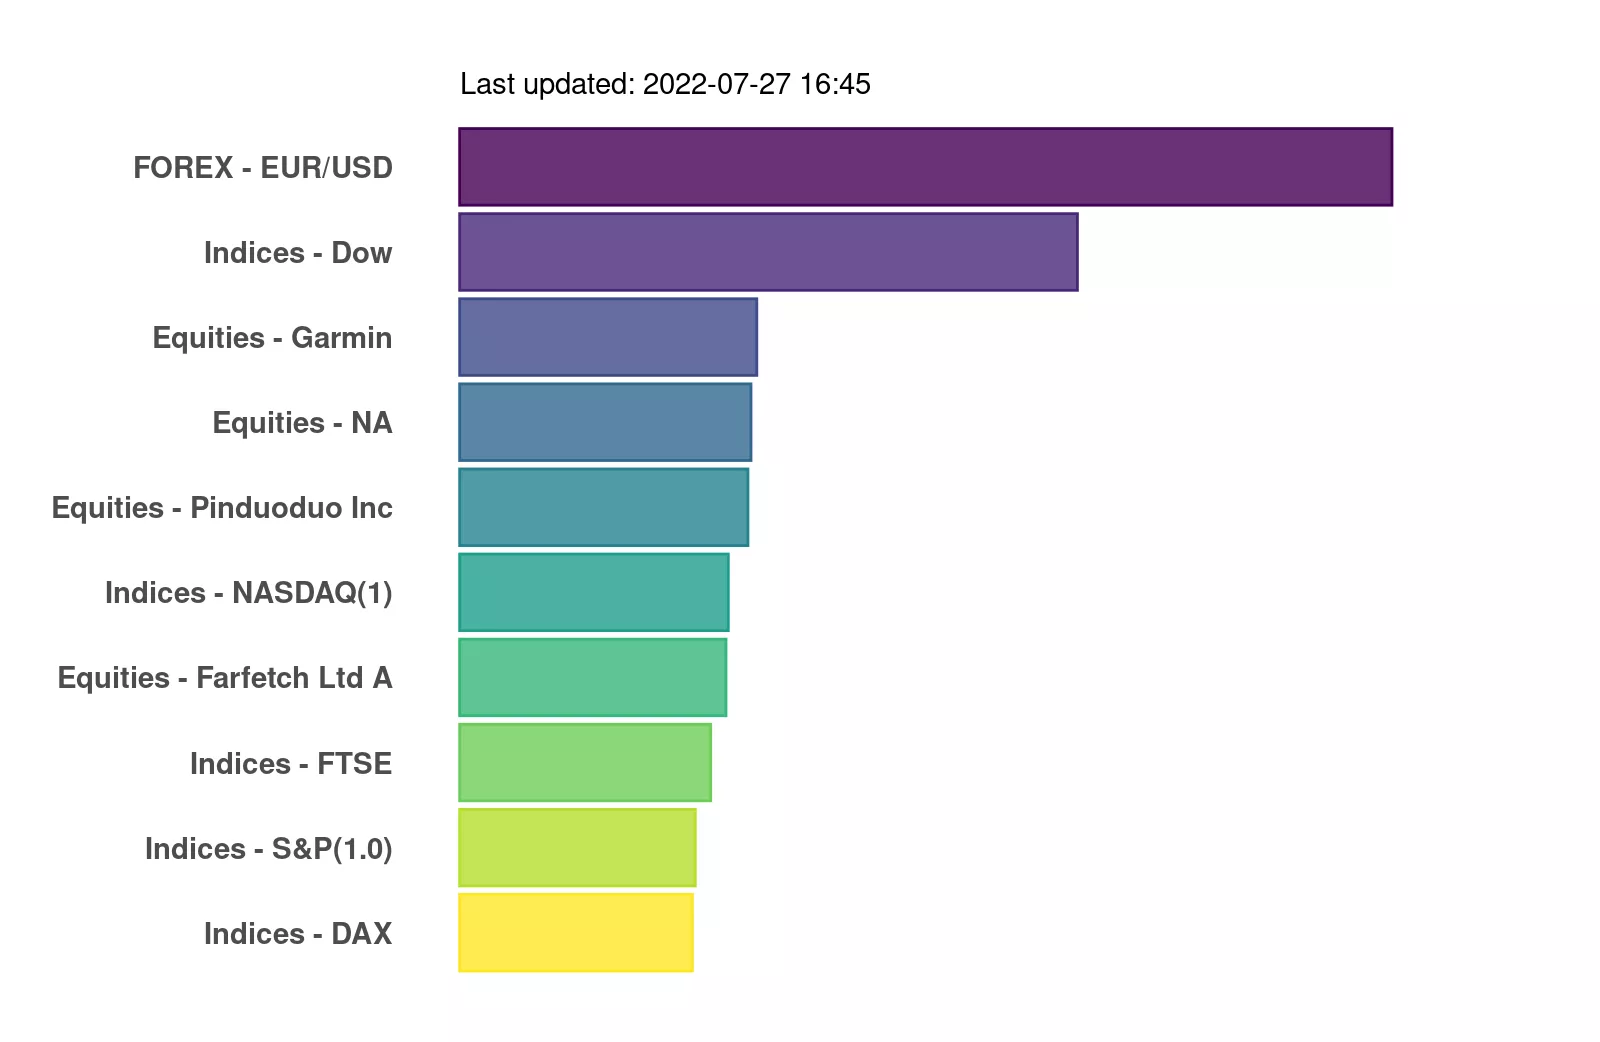 Last updated: 2022-07-27 16:45
FOREX - EUR/USD
Indices - Dow
Equities - Garmin
Equities - NA
Equities - Pinduoduo Inc
Indices - NASDAQ(1)
Equities - Farfetch Ltd A
Indices - FTSE
Indices - S&P(1.0)
Indices - DAX